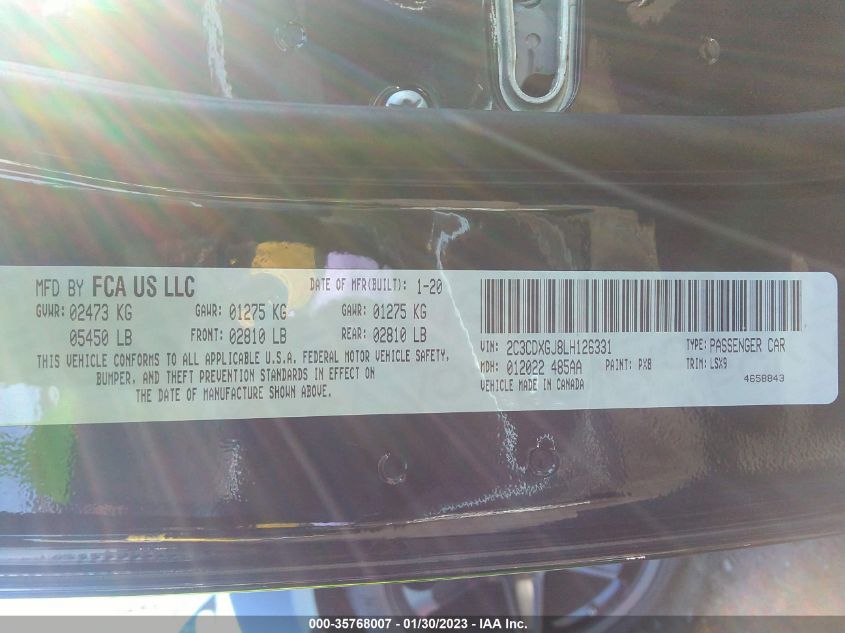 MFD BY FCA US LLC DATE OF MFR(BUILT): 1-20
GVWR: 02473 KG GAWR: 01275 KG GAWR: 01275 KG
05450 LB FRONT: 02810 LB REAR: 02810 LB
THIS VEHICLE CONFORMS TO ALL APPLICABLE U.S.A. FEDERAL MOTOR VEHICLE SAFETY,
BUMPER, AND THEFT PREVENTION STANDARDS IN EFFECT ON
THE DATE OF MANUFACTURE SHOWN ABOVE.
VIN: 2C3CDXGJ8LH126331 TYPE: PASSENGER CAR
MDH: 012022 485AA PAINT: PX8 TRIM: LSX9
VEHICLE MADE IN CANADA 4658843
000-35768007 — 01/30/2023 - IAA Inc.